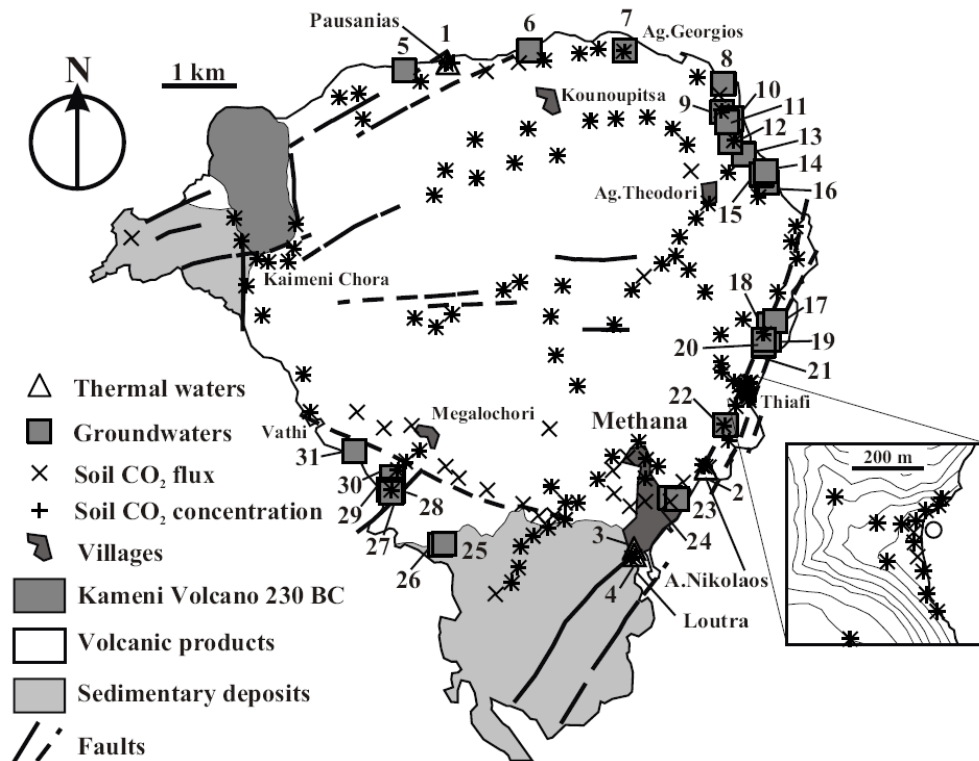 Pausanias
1
5
6
7
Ag.Georgios
N
1 km
8
9
10
11
12
13
14
15
16
Kounoupitsa
Ag.Theodori
Kaimeni Chora
18
17
20
19
21
Thiafi
22
Megalochori
Methana
Vathi
31
30
29
28
27
26
25
2
23
24
3
4
A.Nikolaos
Loutra
200 m
Thermal waters
Groundwaters
Soil CO₂ flux
Soil CO₂ concentration
Villages
Kameni Volcano 230 BC
Volcanic products
Sedimentary deposits
Faults